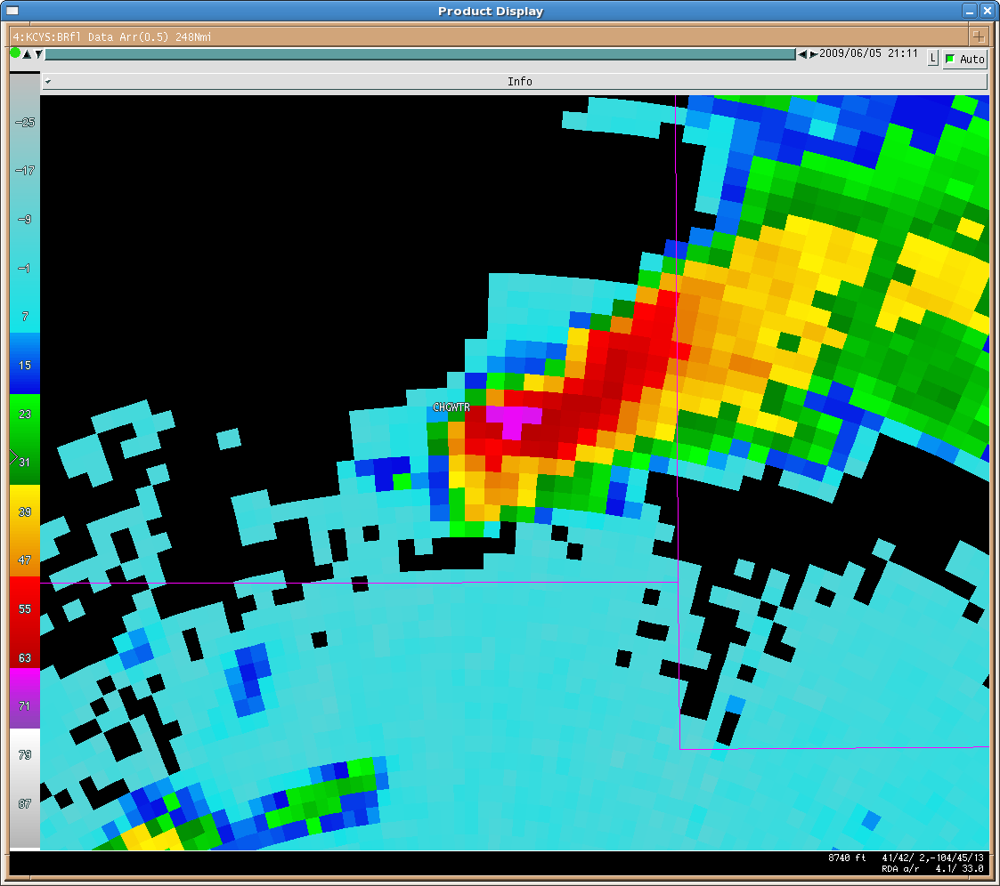 Product Display
4:KCYS:BRfl Data Arr(0.5) 248Nmi
2009/06/05 21:11
L
Auto
Info
-25
-17
-9
-1
7
15
23
31
39
47
55
63
71
79
87
CHGWTR
8740 ft 41/42/ 2,-104/45/13
RDA a/r 4.1/ 33.0